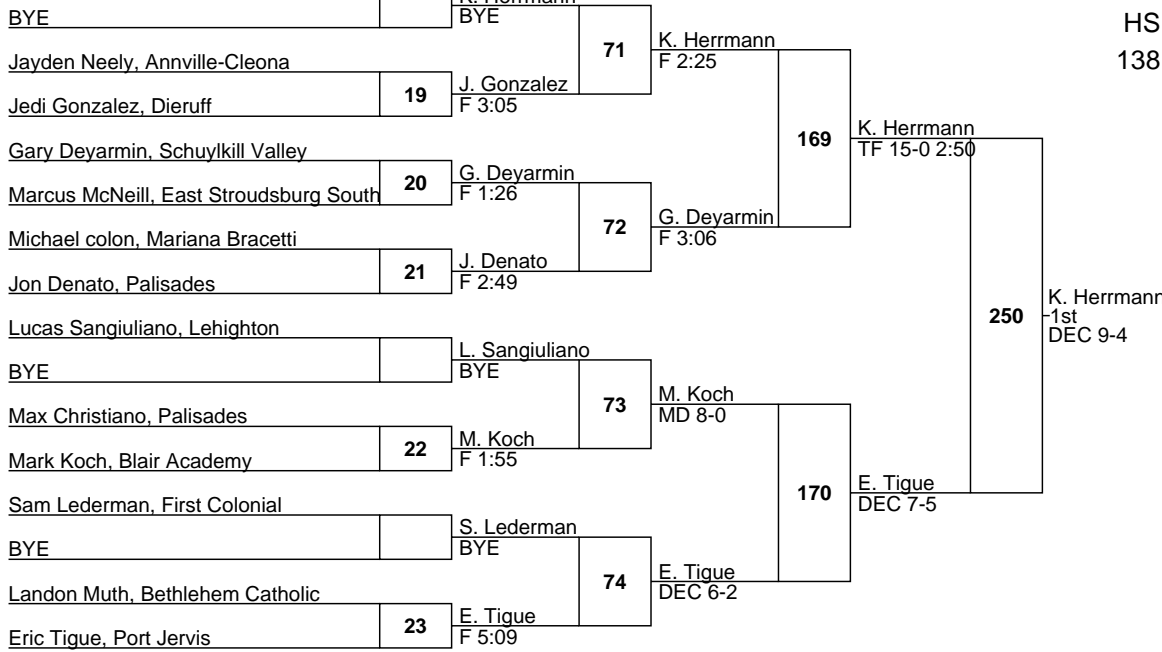 BYE
K. Herrmann
BYE
HS
138
Jayden Neely, Annville-Cleona
Jedi Gonzalez, Dieruff
19
J. Gonzalez
F 3:05
71
K. Herrmann
F 2:25
Gary Deyarmin, Schuylkill Valley
Marcus McNeill, East Stroudsburg South
20
G. Deyarmin
F 1:26
Michael colon, Mariana Bracetti
Jon Denato, Palisades
21
J. Denato
F 2:49
72
G. Deyarmin
F 3:06
169
K. Herrmann
TF 15-0 2:50
Lucas Sangiuliano, Lehighton
BYE
L. Sangiuliano
BYE
Max Christiano, Palisades
Mark Koch, Blair Academy
22
M. Koch
F 1:55
73
M. Koch
MD 8-0
Sam Lederman, First Colonial
BYE
S. Lederman
BYE
Landon Muth, Bethlehem Catholic
Eric Tigue, Port Jervis
23
E. Tigue
F 5:09
74
E. Tigue
DEC 6-2
170
E. Tigue
DEC 7-5
250
K. Herrmann
1st
DEC 9-4